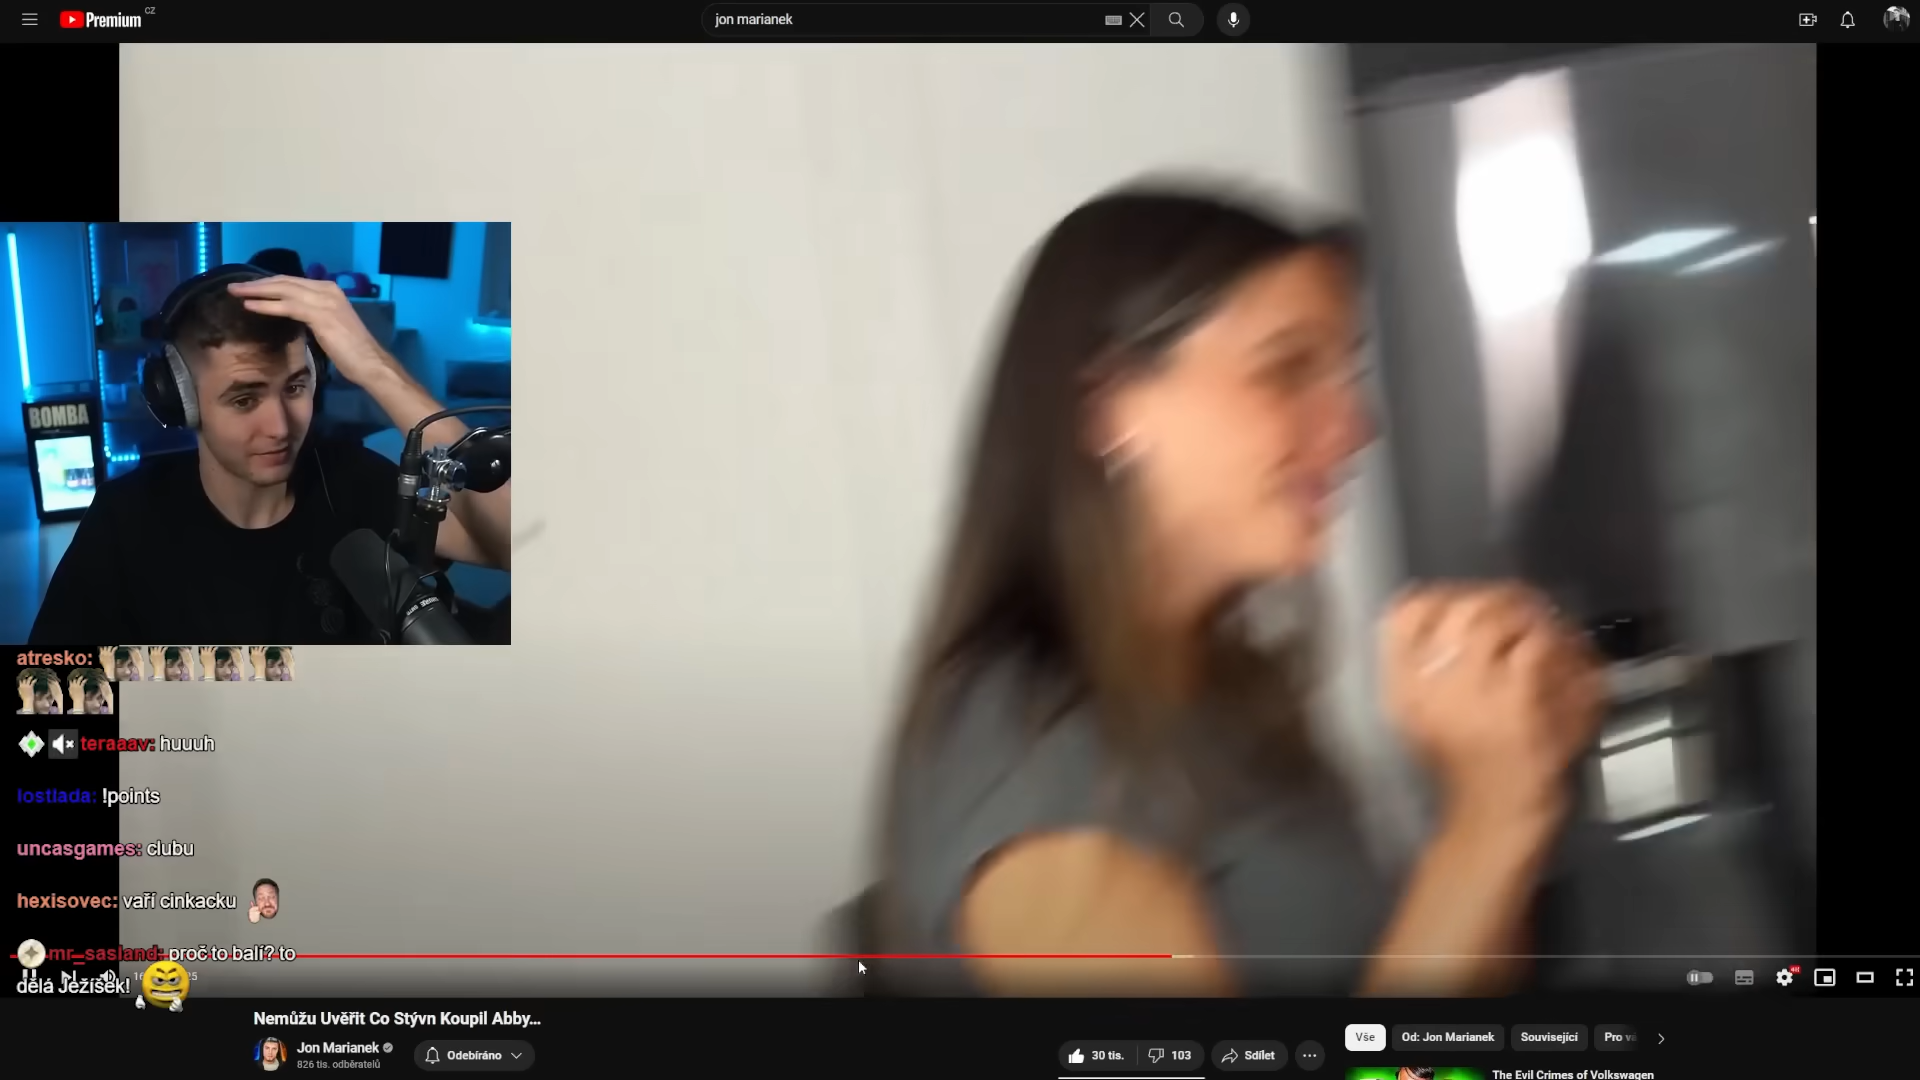 Premium CZ
jon marianek
BOMBA
atresko:
teraaav: huuuh
lostlada: !points
uncasgames: clubu
hexisovec: vaří cinkacku
mr_sasland: proč to balí? to
dělá Ježíšek!
Nemůžu Uvěřit Co Stývn Koupil Abby...
Jon Marianek
826 tis. odběratelů
Odebíráno
30 tis.
103
Sdílet
Vše
Od: Jon Marianek
Související
Pro
The Evil Crimes of Volkswagen